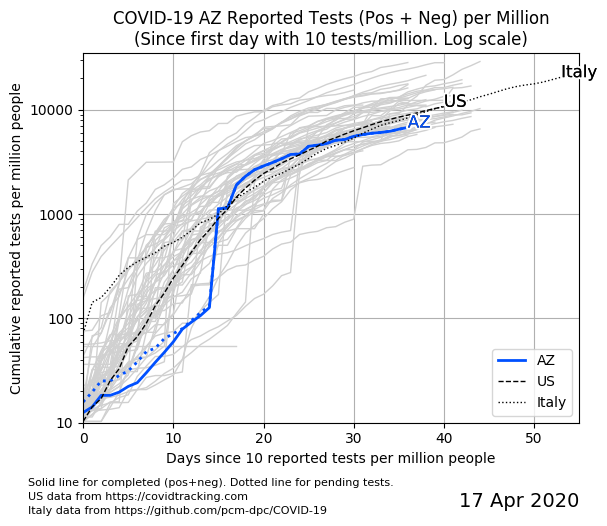 COVID-19 AZ Reported Tests (Pos + Neg) per Million
(Since first day with 10 tests/million. Log scale)
Cumulative reported tests per million people
10000
1000
100
10
Italy
US
AZ
AZ
US
Italy
0 10 20 30 40 50
Days since 10 reported tests per million people
Solid line for completed (pos+neg). Dotted line for pending tests.
US data from https://covidtracking.com
Italy data from https://github.com/pcm-dpc/COVID-19
17 Apr 2020